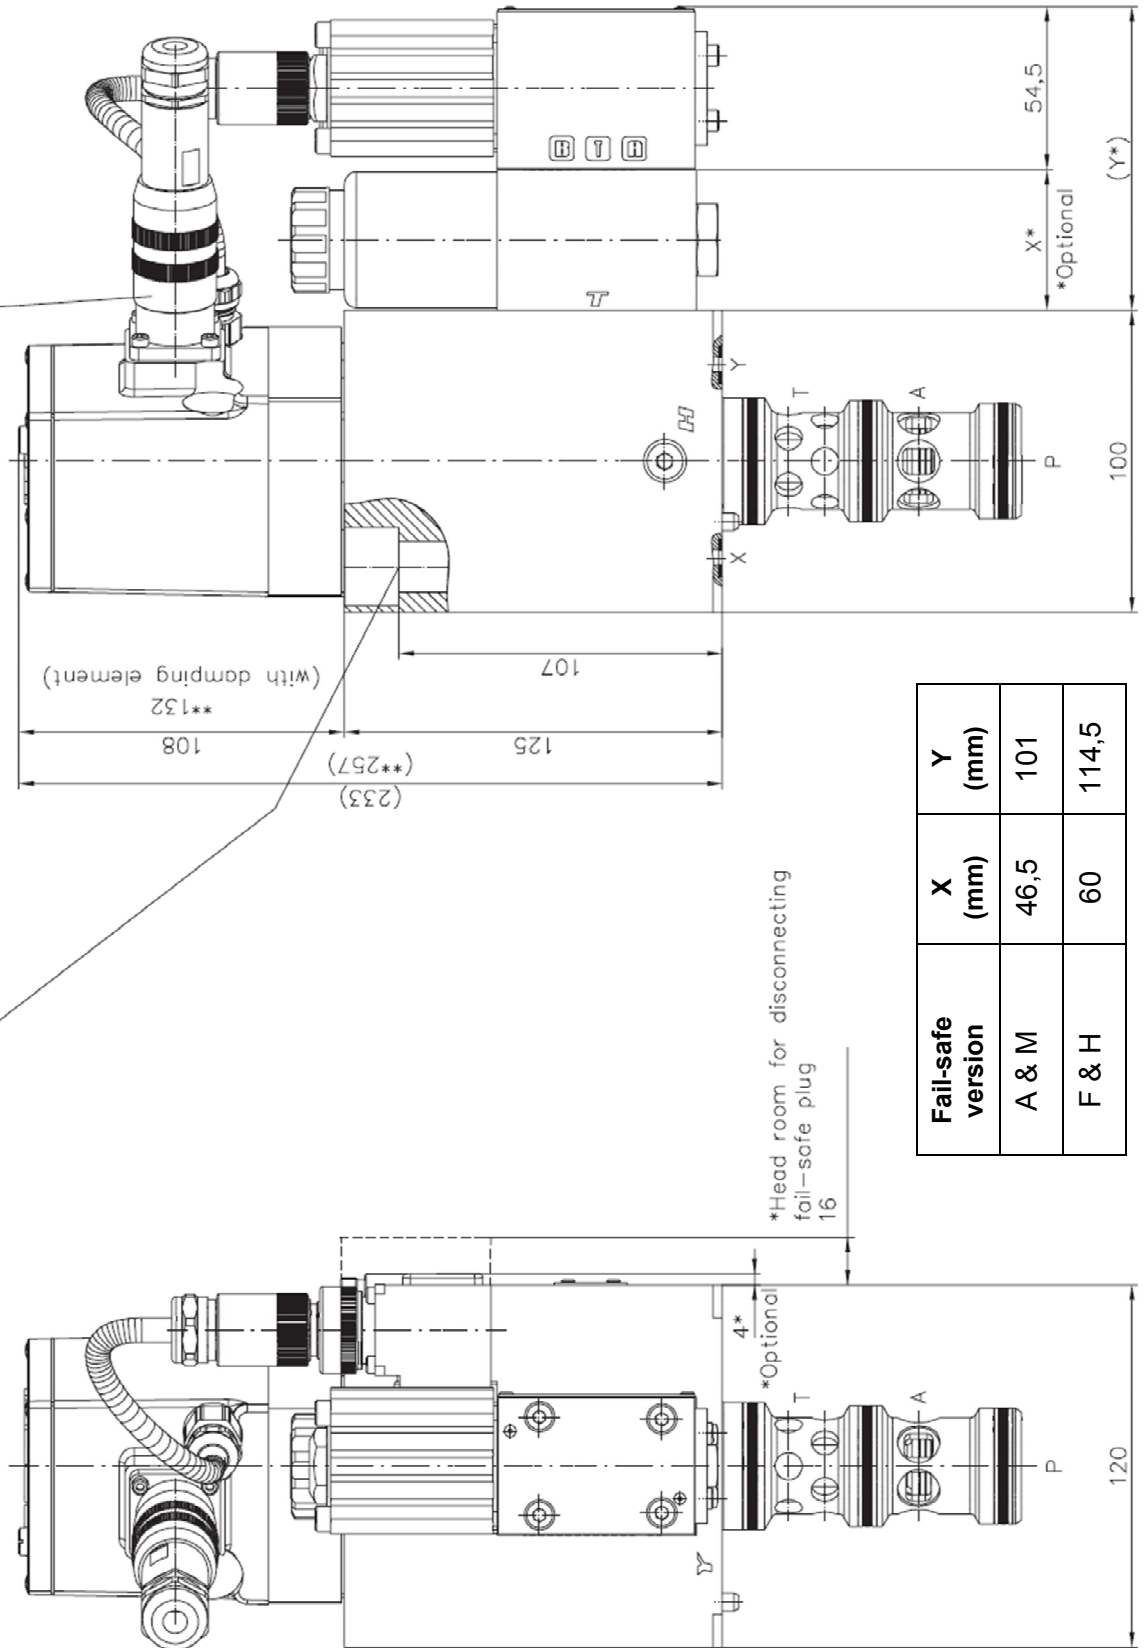 54,5
(Y*)
X*
*Optional
T
H
Y
X
T
A
P
100
(with damping element)
**132
108
107
125
(**257)
(233)
B
T
A
Fail-safe version
X (mm)
Y (mm)
A & M
46,5
101
F & H
60
114,5
*Head room for disconnecting
fail-safe plug
16
4*
*Optional
Y
T
A
P
120